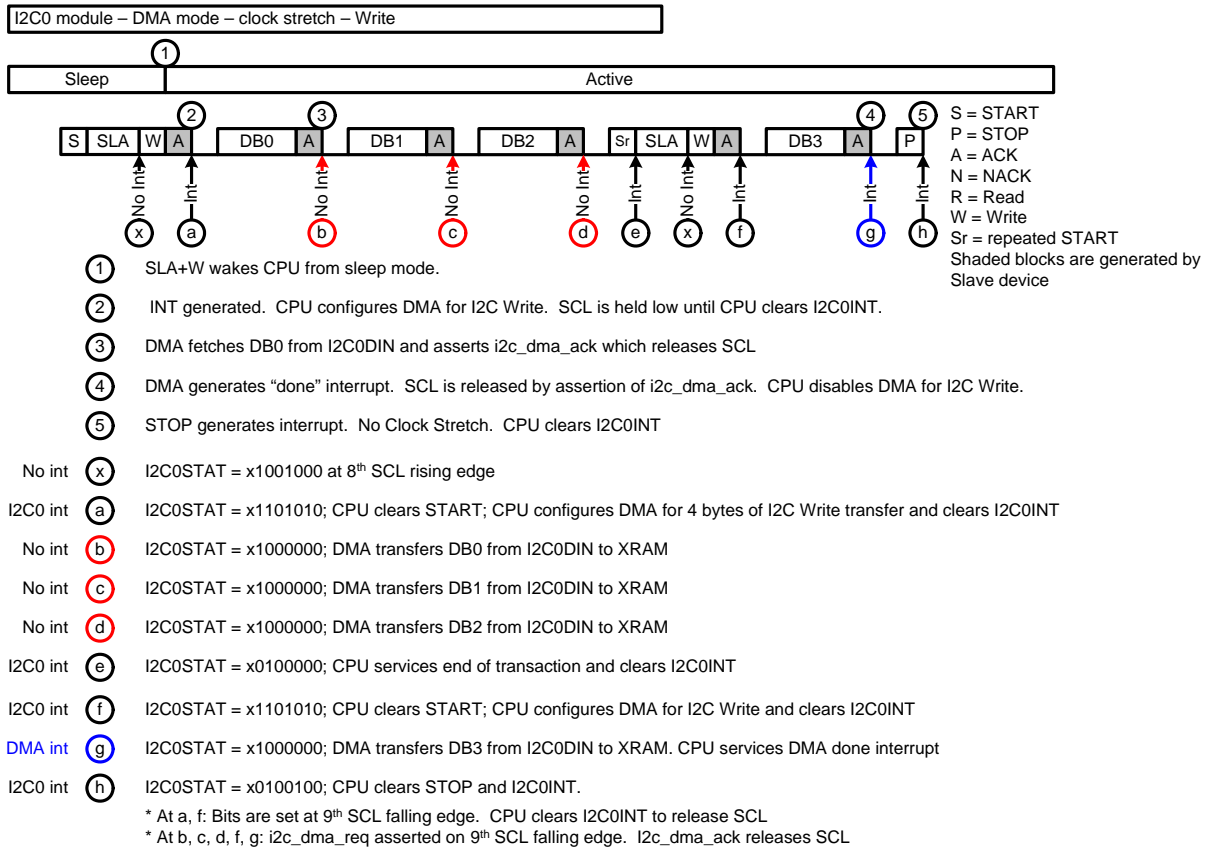 I2C0 module – DMA mode – clock stretch – Write
1
Sleep
Active
2
3
4
5
S SLA W A DB0 A DB1 A DB2 A Sr SLA W A DB3 A P
No Int
Int
No Int
No Int
No Int
Int
No Int
Int
Int
Int
x a b c d e x f g h
S = START
P = STOP
A = ACK
N = NACK
R = Read
W = Write
Sr = repeated START
Shaded blocks are generated by
Slave device
1 SLA+W wakes CPU from sleep mode.
2 INT generated. CPU configures DMA for I2C Write. SCL is held low until CPU clears I2C0INT.
3 DMA fetches DB0 from I2C0DIN and asserts i2c_dma_ack which releases SCL
4 DMA generates “done” interrupt. SCL is released by assertion of i2c_dma_ack. CPU disables DMA for I2C Write.
5 STOP generates interrupt. No Clock Stretch. CPU clears I2C0INT
No int x I2C0STAT = x1001000 at 8th SCL rising edge
I2C0 int a I2C0STAT = x1101010; CPU clears START; CPU configures DMA for 4 bytes of I2C Write transfer and clears I2C0INT
No int b I2C0STAT = x1000000; DMA transfers DB0 from I2C0DIN to XRAM
No int c I2C0STAT = x1000000; DMA transfers DB1 from I2C0DIN to XRAM
No int d I2C0STAT = x1000000; DMA transfers DB2 from I2C0DIN to XRAM
I2C0 int e I2C0STAT = x0100000; CPU services end of transaction and clears I2C0INT
I2C0 int f I2C0STAT = x1101010; CPU clears START; CPU configures DMA for I2C Write and clears I2C0INT
DMA int g I2C0STAT = x1000000; DMA transfers DB3 from I2C0DIN to XRAM. CPU services DMA done interrupt
I2C0 int h I2C0STAT = x0100100; CPU clears STOP and I2C0INT.
* At a, f: Bits are set at 9th SCL falling edge. CPU clears I2C0INT to release SCL
* At b, c, d, f, g: i2c_dma_req asserted on 9th SCL falling edge. I2c_dma_ack releases SCL